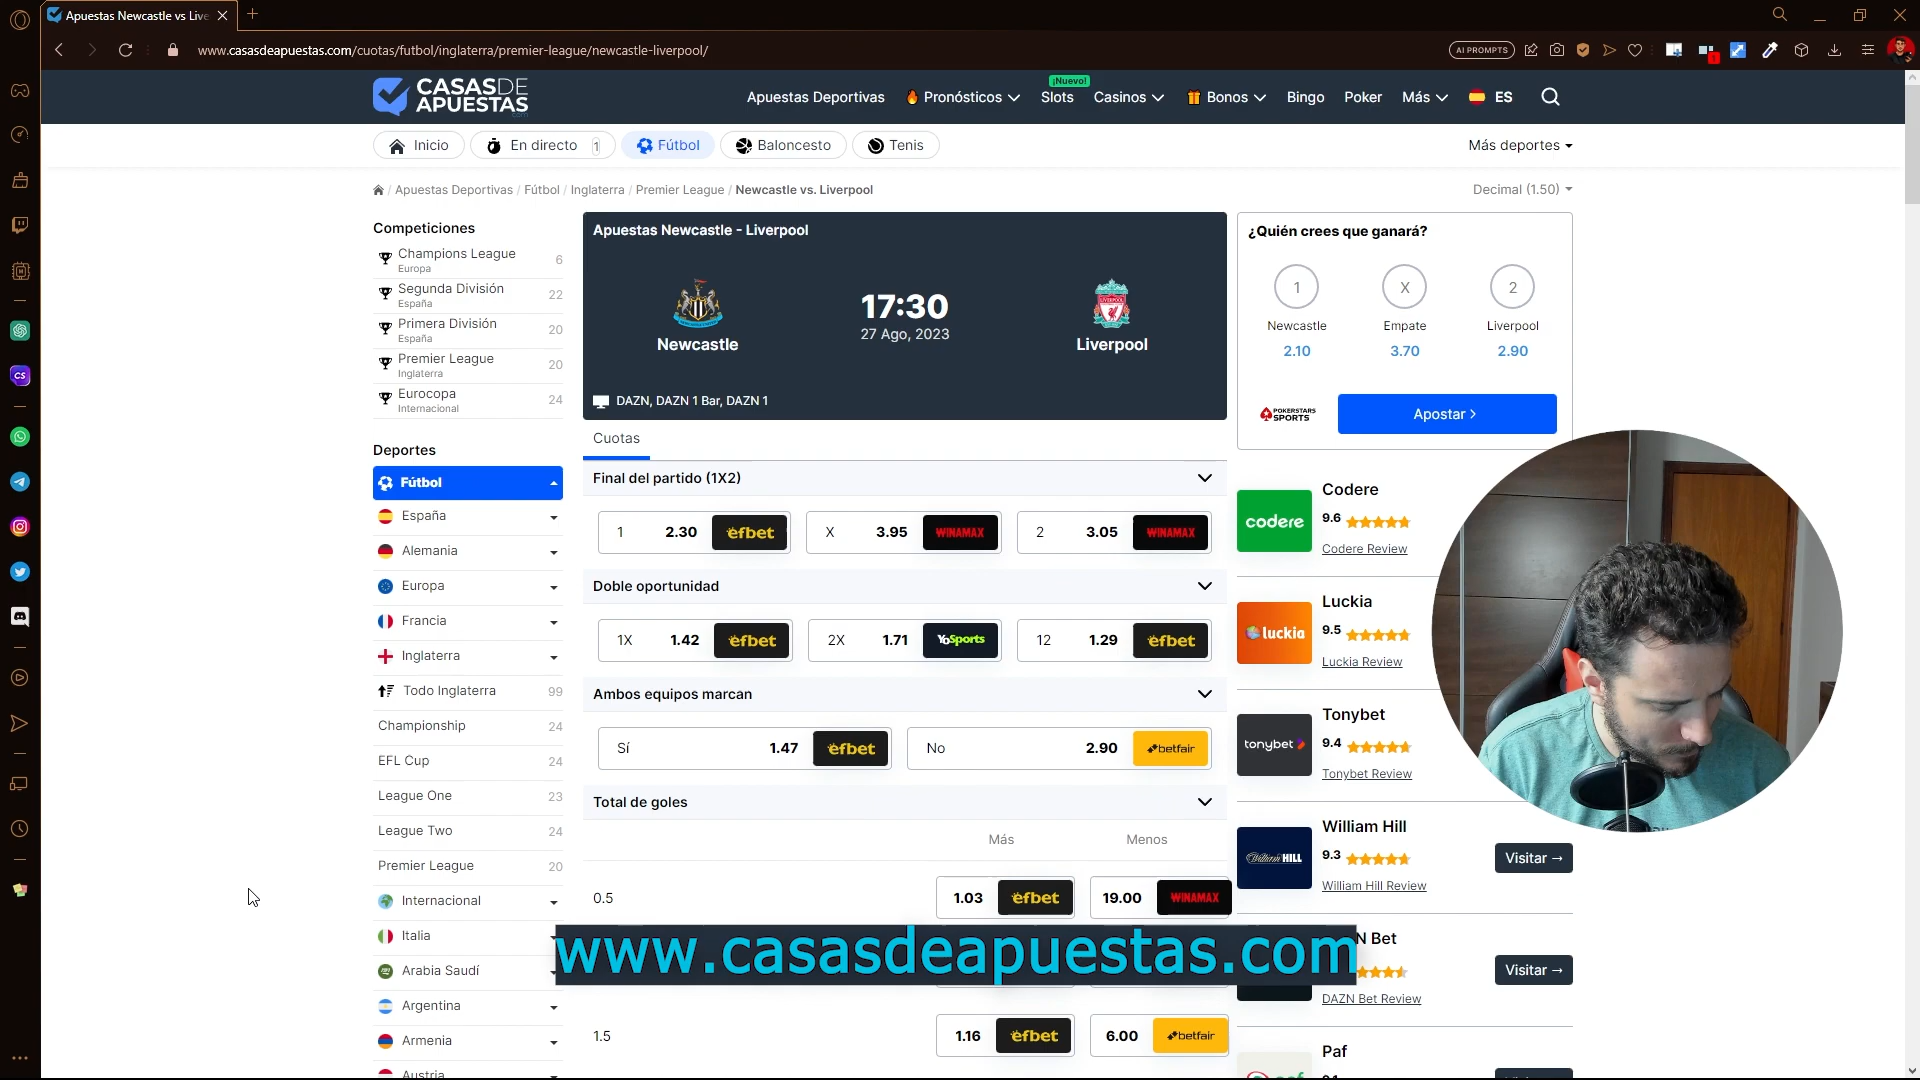 Apuestas Newcastle vs Live
www.casasdeapuestas.com/cuotas/futbol/inglaterra/premier-league/newcastle-liverpool/
AI PROMPTS
1
CASASDE
APUESTAS
.com
Apuestas Deportivas
Pronósticos
¡Nuevo!
Slots
Casinos
Bonos
Bingo
Poker
Más
ES
Inicio
En directo 1
Fútbol
Baloncesto
Tenis
Más deportes
/ Apuestas Deportivas / Fútbol / Inglaterra / Premier League / Newcastle vs. Liverpool
Decimal (1.50)
Competiciones
Champions League 6
Europa
Segunda División 22
España
Primera División 20
España
Premier League 20
Inglaterra
Eurocopa 24
Internacional
Deportes
Fútbol
España
Alemania
Europa
Francia
Inglaterra
Todo Inglaterra 99
Championship 24
EFL Cup 24
League One 23
League Two 24
Premier League 20
Internacional
Italia
Arabia Saudí
Argentina
Armenia
Austria
Apuestas Newcastle - Liverpool
17:30
27 Ago, 2023
Newcastle
Liverpool
DAZN, DAZN 1 Bar, DAZN 1
Cuotas
Final del partido (1X2)
1 2.30 efbet X 3.95 WINAMAX 2 3.05 WINAMAX
Doble oportunidad
1X 1.42 efbet 2X 1.71 YoSports 12 1.29 efbet
Ambos equipos marcan
Sí 1.47 efbet No 2.90 betfair
Total de goles
Más Menos
0.5 1.03 efbet 19.00 WINAMAX
www.casasdeapuestas.com
1.5 1.16 efbet 6.00 betfair
¿Quién crees que ganará?
1 X 2
Newcastle Empate Liverpool
2.10 3.70 2.90
POKERSTARS
SPORTS
Apostar >
codere
Codere
9.6
Codere Review
luckia
Luckia
9.5
Luckia Review
tonybet
Tonybet
9.4
Tonybet Review
William HILL
William Hill
9.3
William Hill Review
Visitar →
N Bet
DAZN Bet Review
Visitar →
Paf
CS